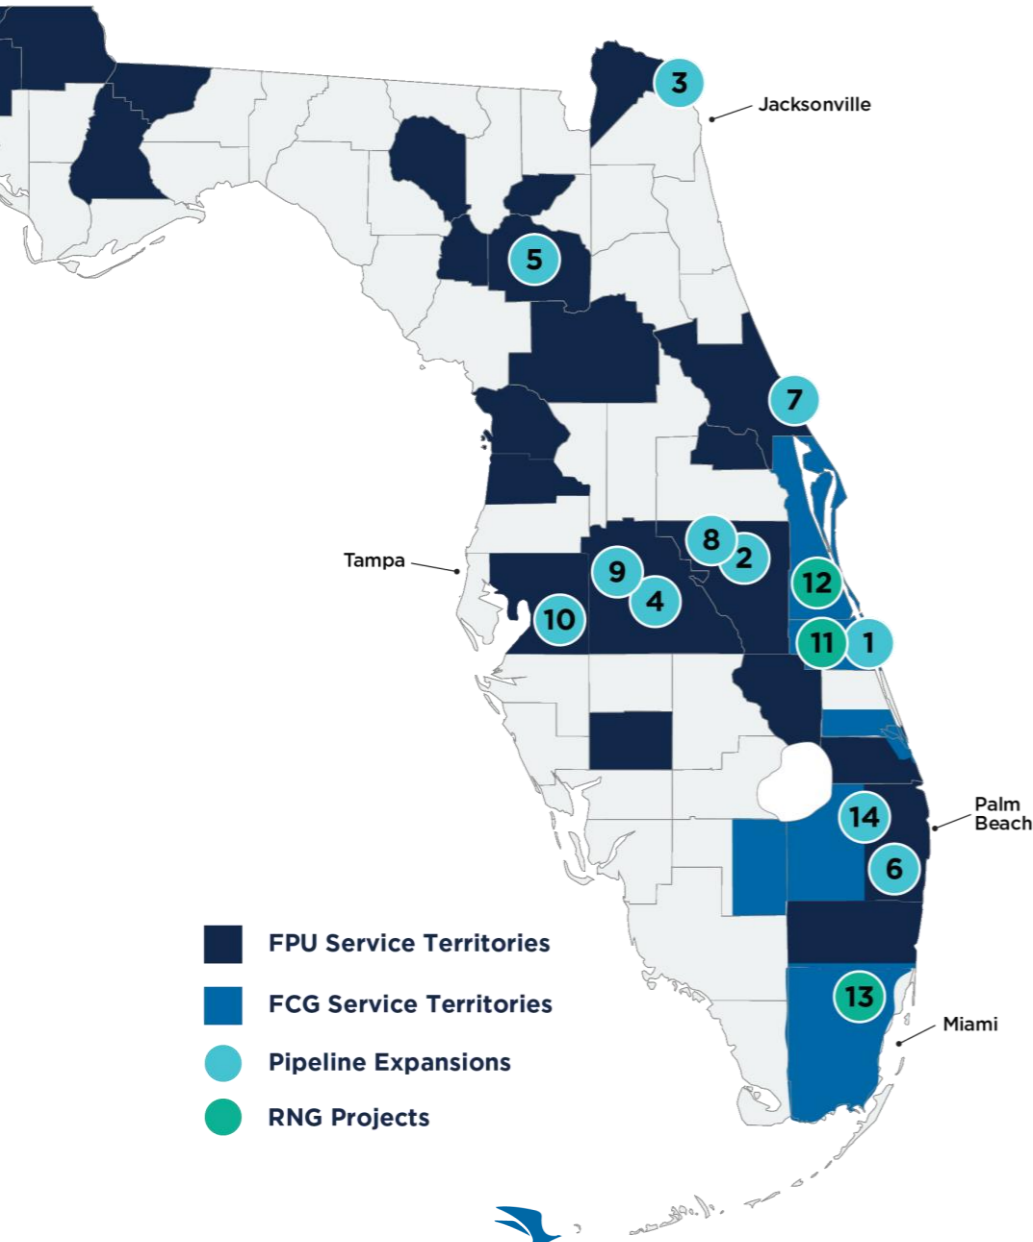 3
Jacksonville
5
7
8
2
Tampa
9
4
12
10
11
1
14
Palm
Beach
6
FPU Service Territories
FCG Service Territories
13
Miami
Pipeline Expansions
RNG Projects